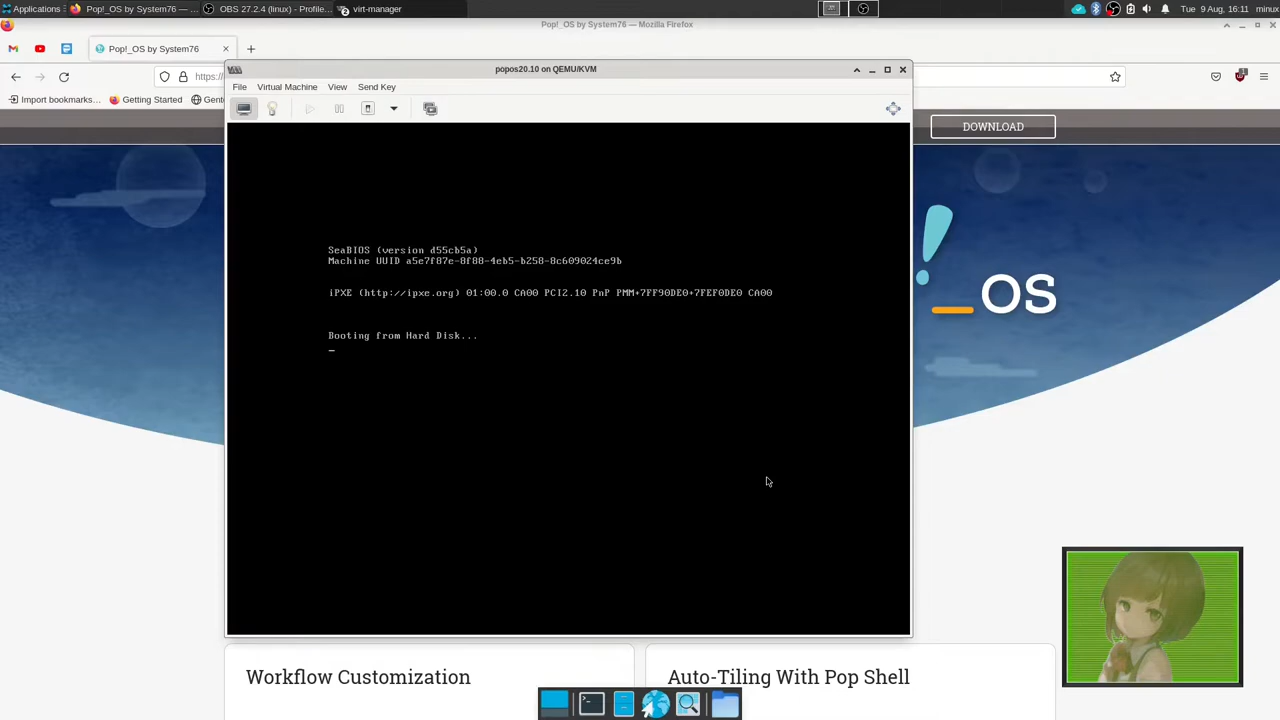 Applications
Pop!_OS by System76 — ...
OBS 27.2.4 (linux) - Profile...
virt-manager
Tue 9 Aug, 16:11
minux
Pop!_OS by System76 — Mozilla Firefox
Pop!_OS by System76
https:
Import bookmarks...
Getting Started
popos20.10 on QEMU/KVM
File
Virtual Machine
View
Send Key
DOWNLOAD
SeaBIOS (version d55cb5a)
Machine UUID a5e7f87e-8f88-4eb5-b258-8c609024ce9b
iPXE (http://ipxe.org) 01:00.0 CA00 PCI2.10 PnP PMM+7FF90DE0+7FEF0DE0 CA00
Booting from Hard Disk...
!_OS
Workflow Customization
Auto-Tiling With Pop Shell